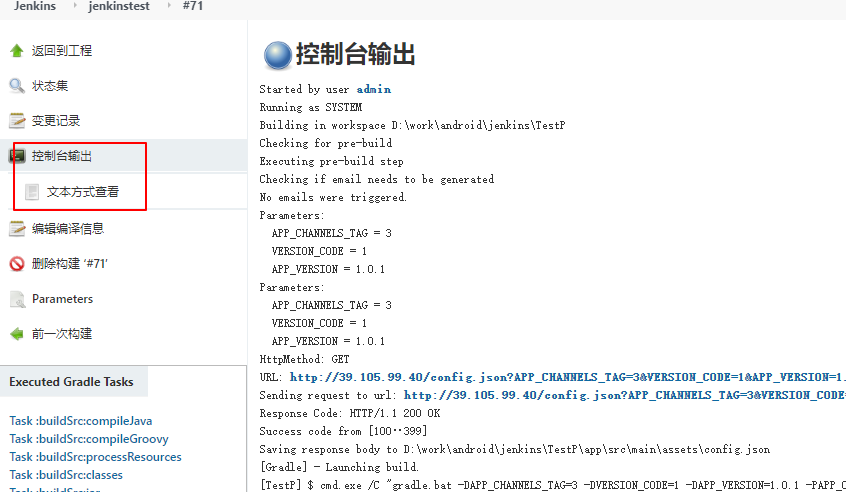 Jenkins jenkinstest #71
返回到工程
状态集
变更记录
控制台输出
文本方式查看
编辑编译信息
删除构建 '#71'
Parameters
前一次构建
Executed Gradle Tasks
Task :buildSrc:compileJava
Task :buildSrc:compileGroovy
Task :buildSrc:processResources
Task :buildSrc:classes
控制台输出
Started by user admin
Running as SYSTEM
Building in workspace D:\work\android\jenkins\TestP
Checking for pre-build
Executing pre-build step
Checking if email needs to be generated
No emails were triggered.
Parameters:
APP_CHANNELS_TAG = 3
VERSION_CODE = 1
APP_VERSION = 1.0.1
Parameters:
APP_CHANNELS_TAG = 3
VERSION_CODE = 1
APP_VERSION = 1.0.1
HttpMethod: GET
URL: http://39.105.99.40/config.json?APP_CHANNELS_TAG=3&VERSION_CODE=1&APP_VERSION=1.
Sending request to url: http://39.105.99.40/config.json?APP_CHANNELS_TAG=3&VERSION_CODE=
Response Code: HTTP/1.1 200 OK
Success code from [100‥399]
Saving response body to D:\work\android\jenkins\TestP\app\src\main\assets\config.json
[Gradle] - Launching build.
[TestP] $ cmd.exe /C "gradle.bat -DAPP_CHANNELS_TAG=3 -DVERSION_CODE=1 -DAPP_VERSION=1.0.1 -PAPP_C